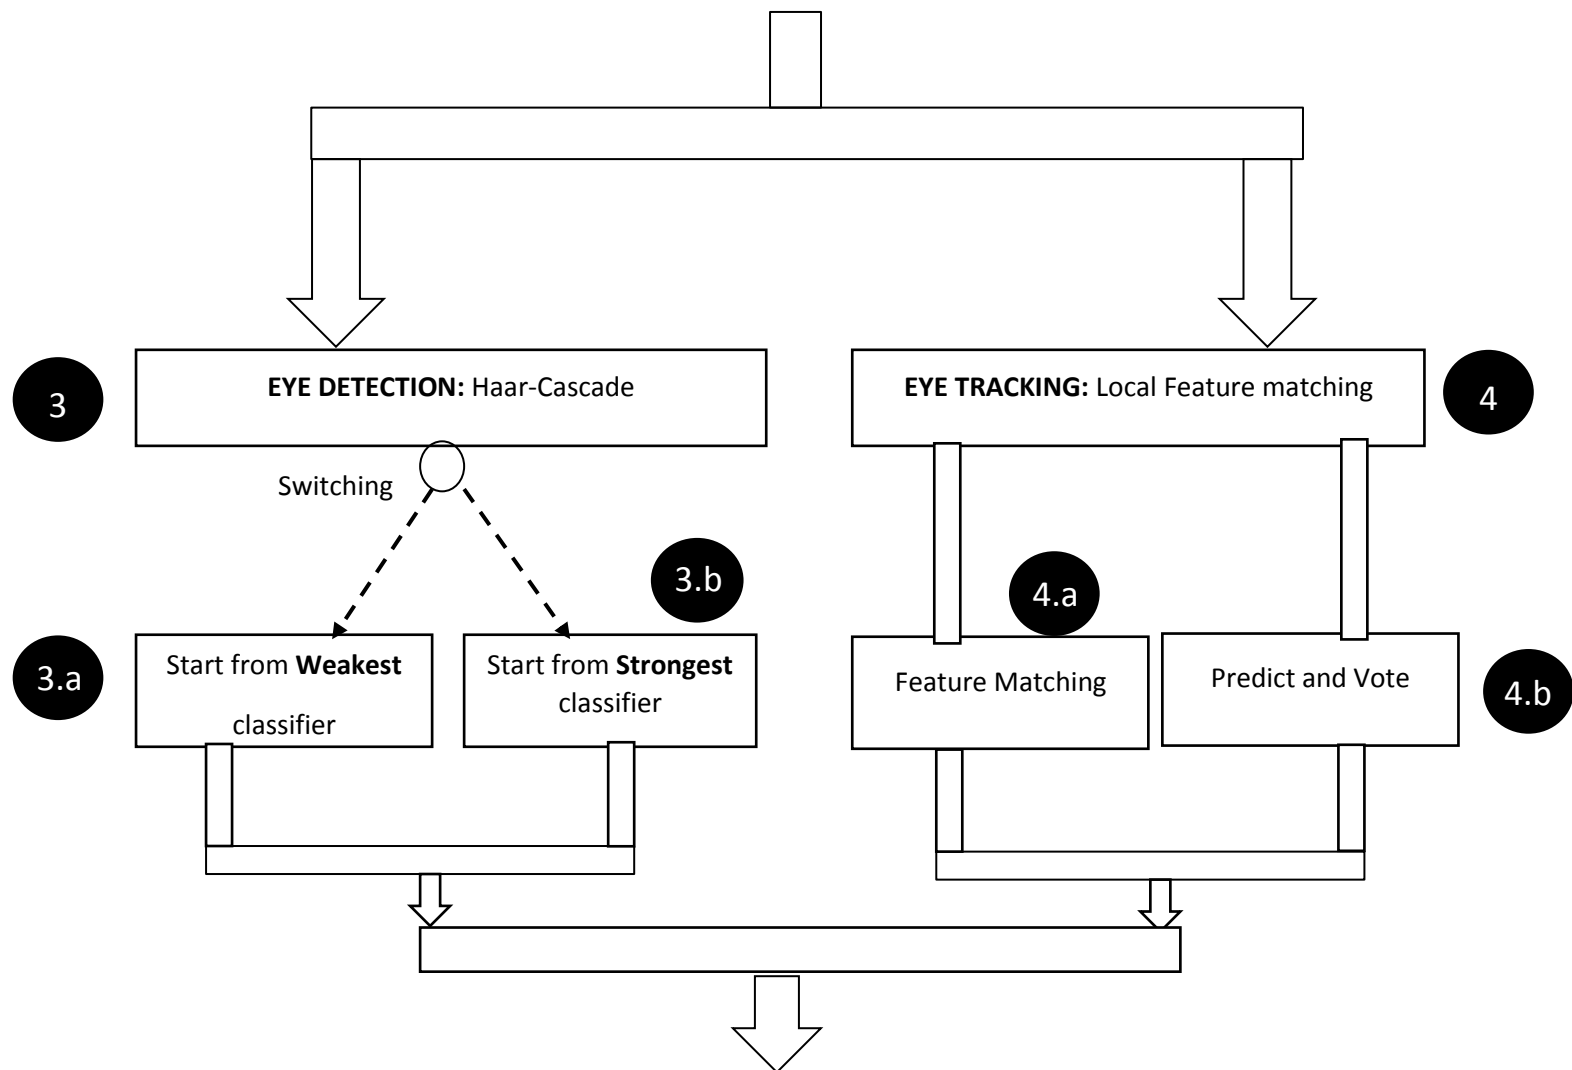 3
EYE DETECTION: Haar-Cascade
EYE TRACKING: Local Feature matching
4
Switching
3.b
4.a
3.a
Start from Weakest
classifier
Start from Strongest
classifier
Feature Matching
Predict and Vote
4.b